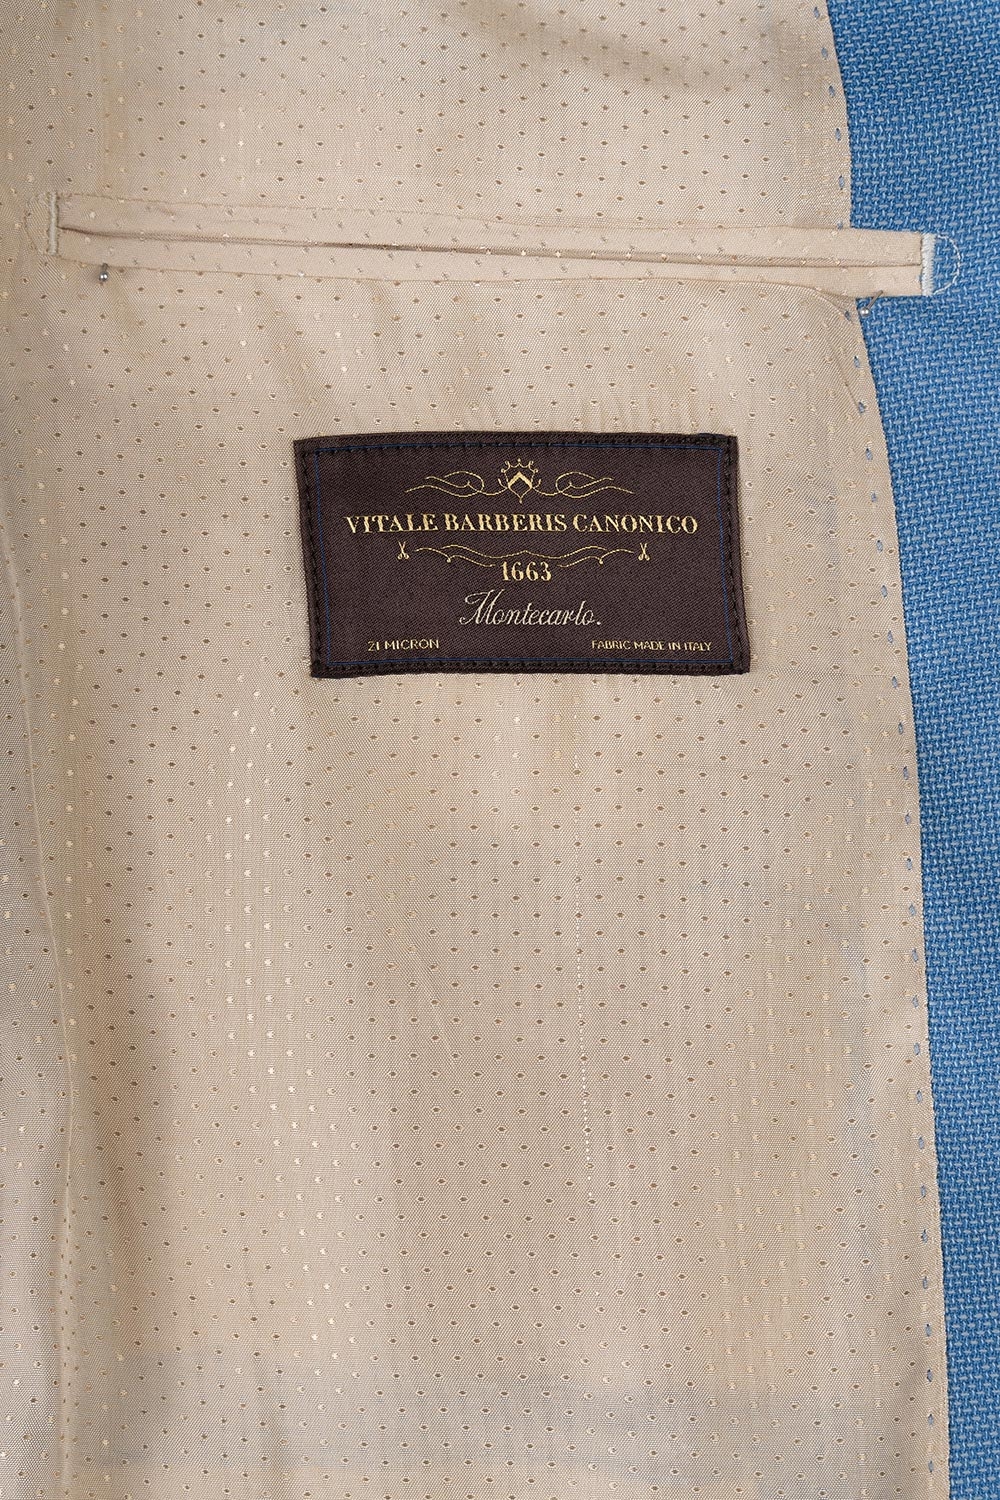 VITALE BARBERIS CANONICO
1663
Montecarlo.
21 MICRON
FABRIC MADE IN ITALY